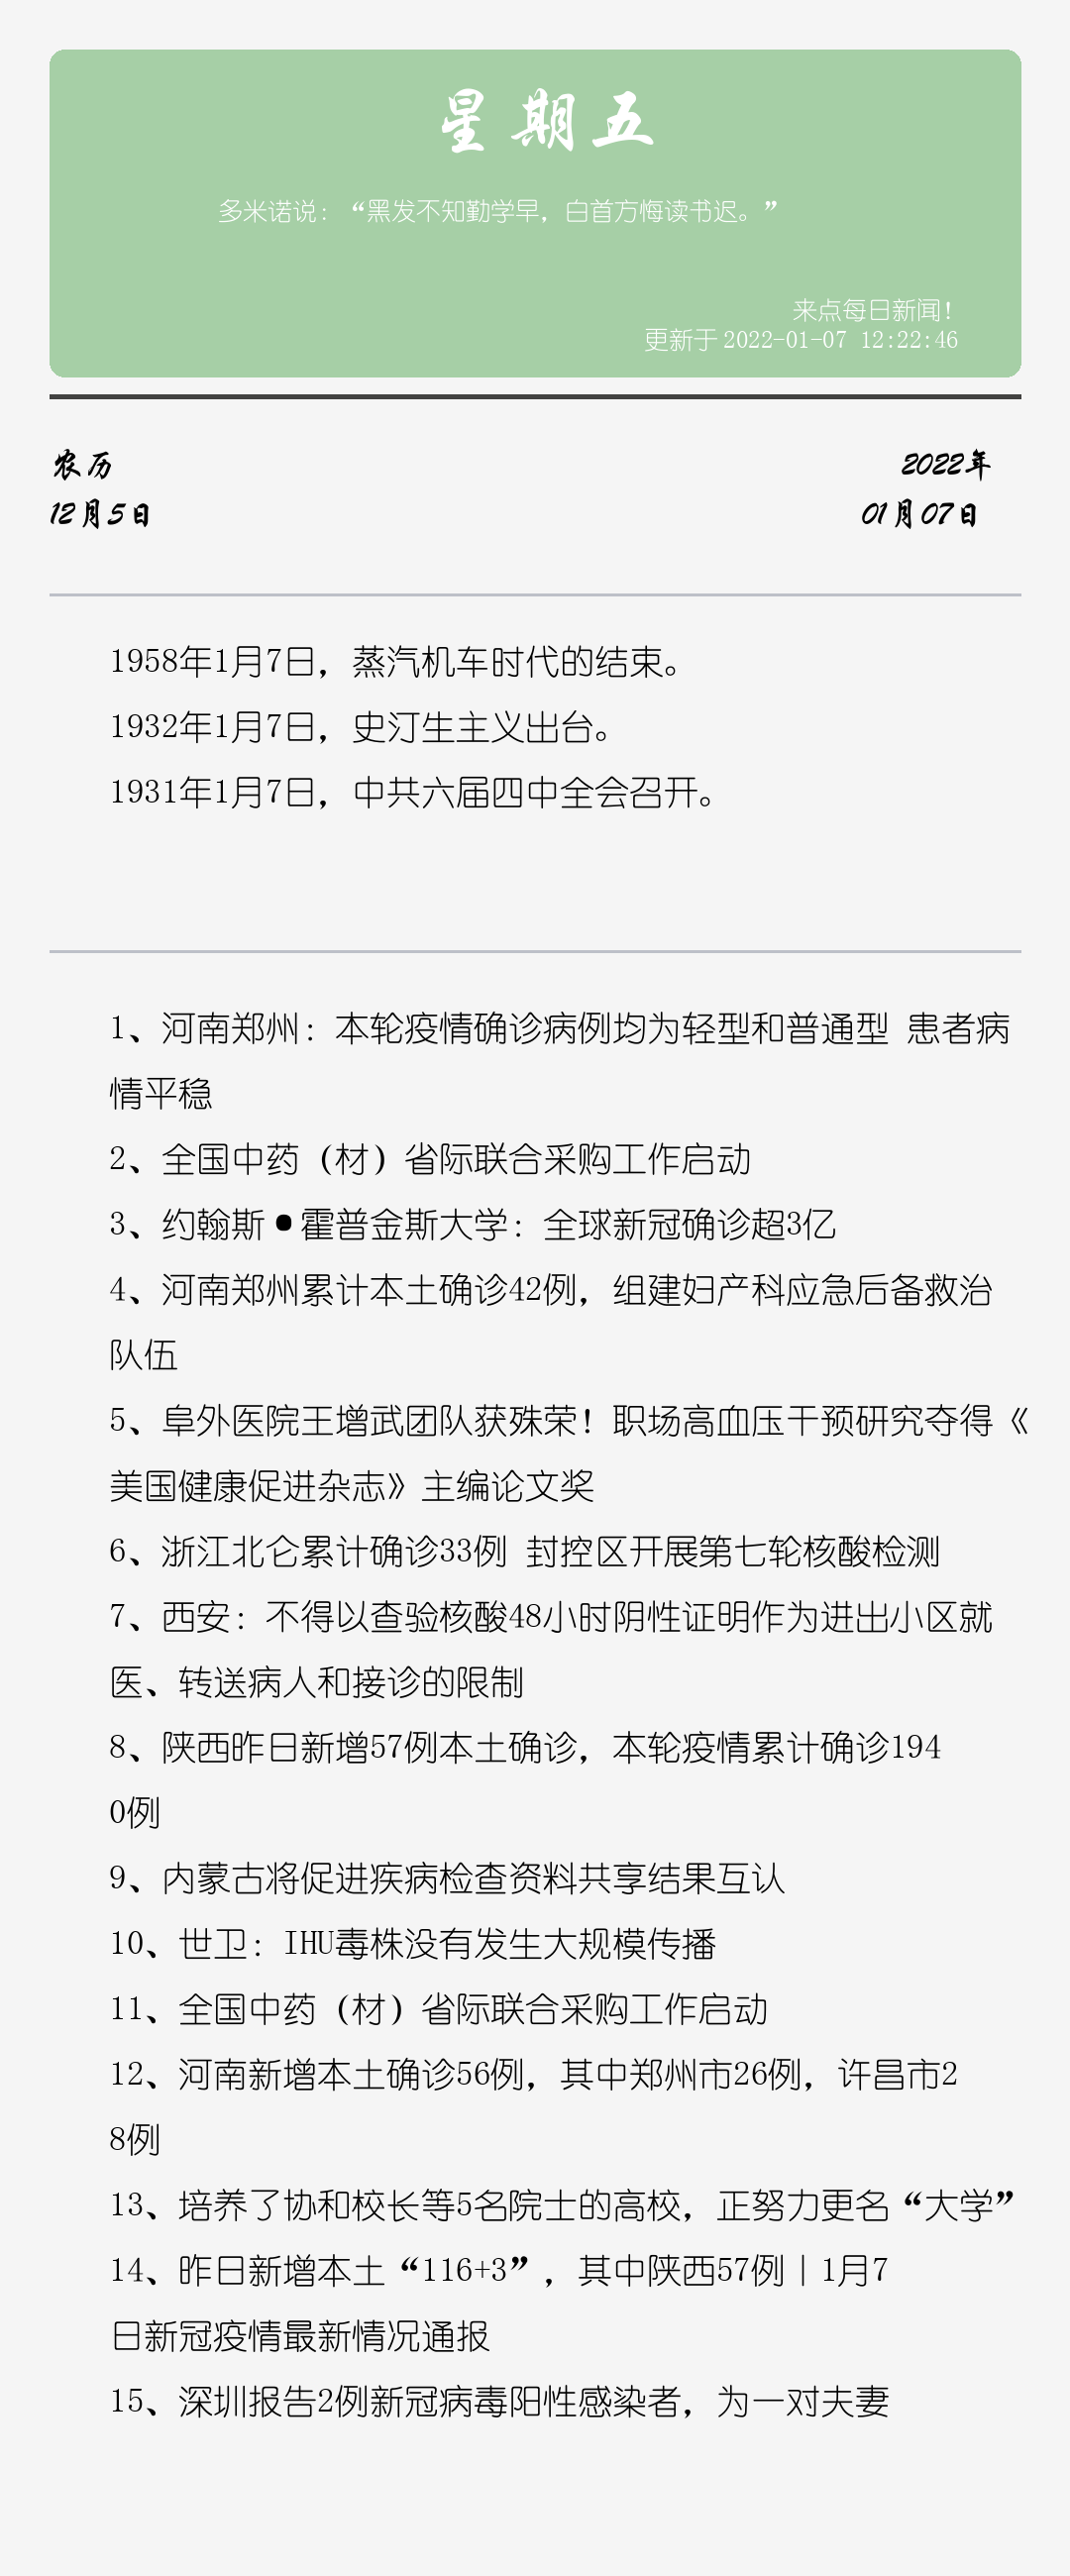 星期五
多米诺说：“黑发不知勤学早，白首方悔读书迟。”
来点每日新闻！
更新于 2022-01-07 12:22:46
农历
2022年
12月5日
01月07日
1958年1月7日，蒸汽机车时代的结束。
1932年1月7日，史汀生主义出台。
1931年1月7日，中共六届四中全会召开。
1、河南郑州：本轮疫情确诊病例均为轻型和普通型 患者病
情平稳
2、全国中药（材）省际联合采购工作启动
3、约翰斯•霍普金斯大学：全球新冠确诊超3亿
4、河南郑州累计本土确诊42例，组建妇产科应急后备救治
队伍
5、阜外医院王增武团队获殊荣！职场高血压干预研究夺得《
美国健康促进杂志》主编论文奖
6、浙江北仑累计确诊33例 封控区开展第七轮核酸检测
7、西安：不得以查验核酸48小时阴性证明作为进出小区就
医、转送病人和接诊的限制
8、陕西昨日新增57例本土确诊，本轮疫情累计确诊194
0例
9、内蒙古将促进疾病检查资料共享结果互认
10、世卫：IHU毒株没有发生大规模传播
11、全国中药（材）省际联合采购工作启动
12、河南新增本土确诊56例，其中郑州市26例，许昌市2
8例
13、培养了协和校长等5名院士的高校，正努力更名“大学”
14、昨日新增本土“116+3”，其中陕西57例｜1月7
日新冠疫情最新情况通报
15、深圳报告2例新冠病毒阳性感染者，为一对夫妻